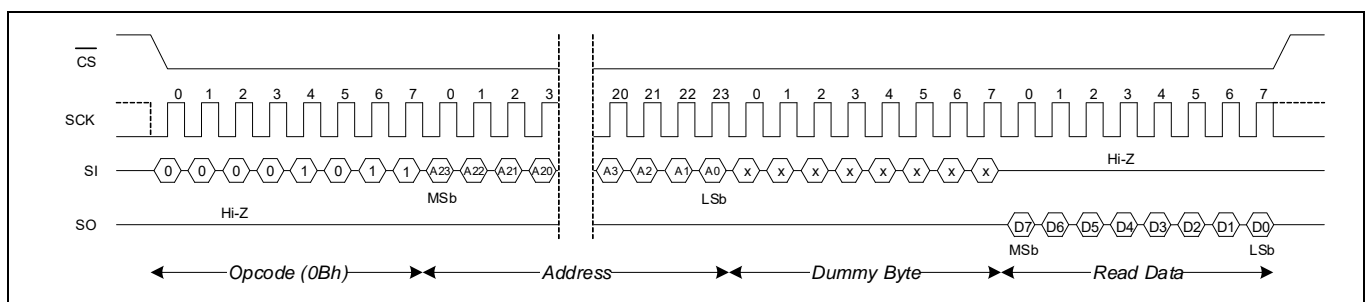 CS
0 1 2 3 4 5 6 7 0 1 2 3 20 21 22 23 0 1 2 3 4 5 6 7 0 1 2 3 4 5 6 7
SCK
SI 0 0 0 0 1 0 1 1 A23 A22 A21 A20 A3 A2 A1 A0 x x x x x x x x Hi-Z
MSb LSb
Hi-Z
SO D7 D6 D5 D4 D3 D2 D1 D0
MSb LSb
Opcode (0Bh) Address Dummy Byte Read Data